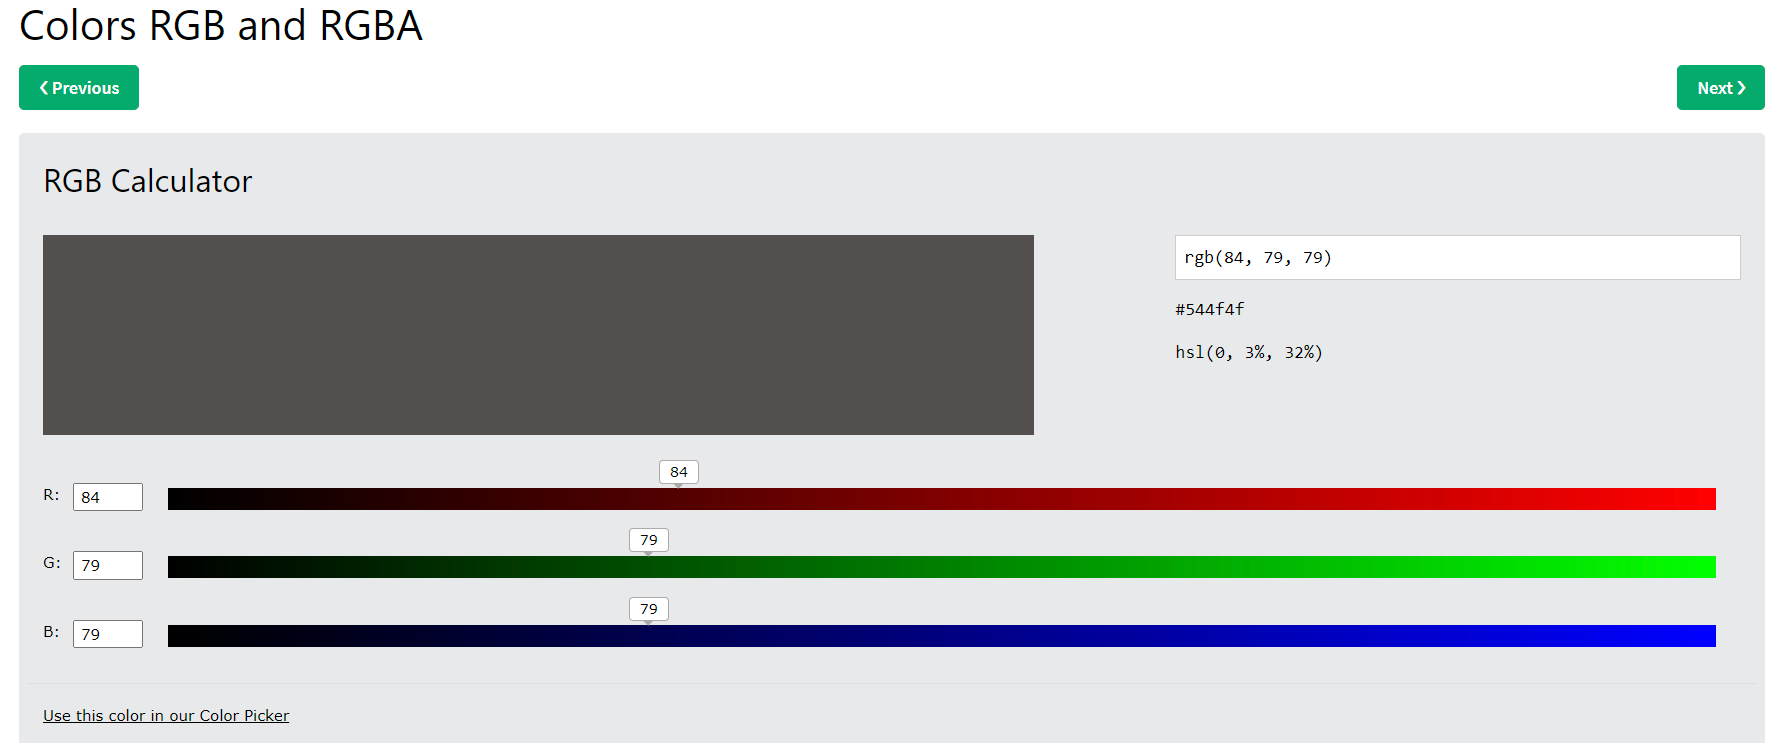 Colors RGB and RGBA
❮ Previous
Next ❯
RGB Calculator
rgb(84, 79, 79)
#544f4f
hsl(0, 3%, 32%)
84
R: 84
79
G: 79
79
B: 79
Use this color in our Color Picker